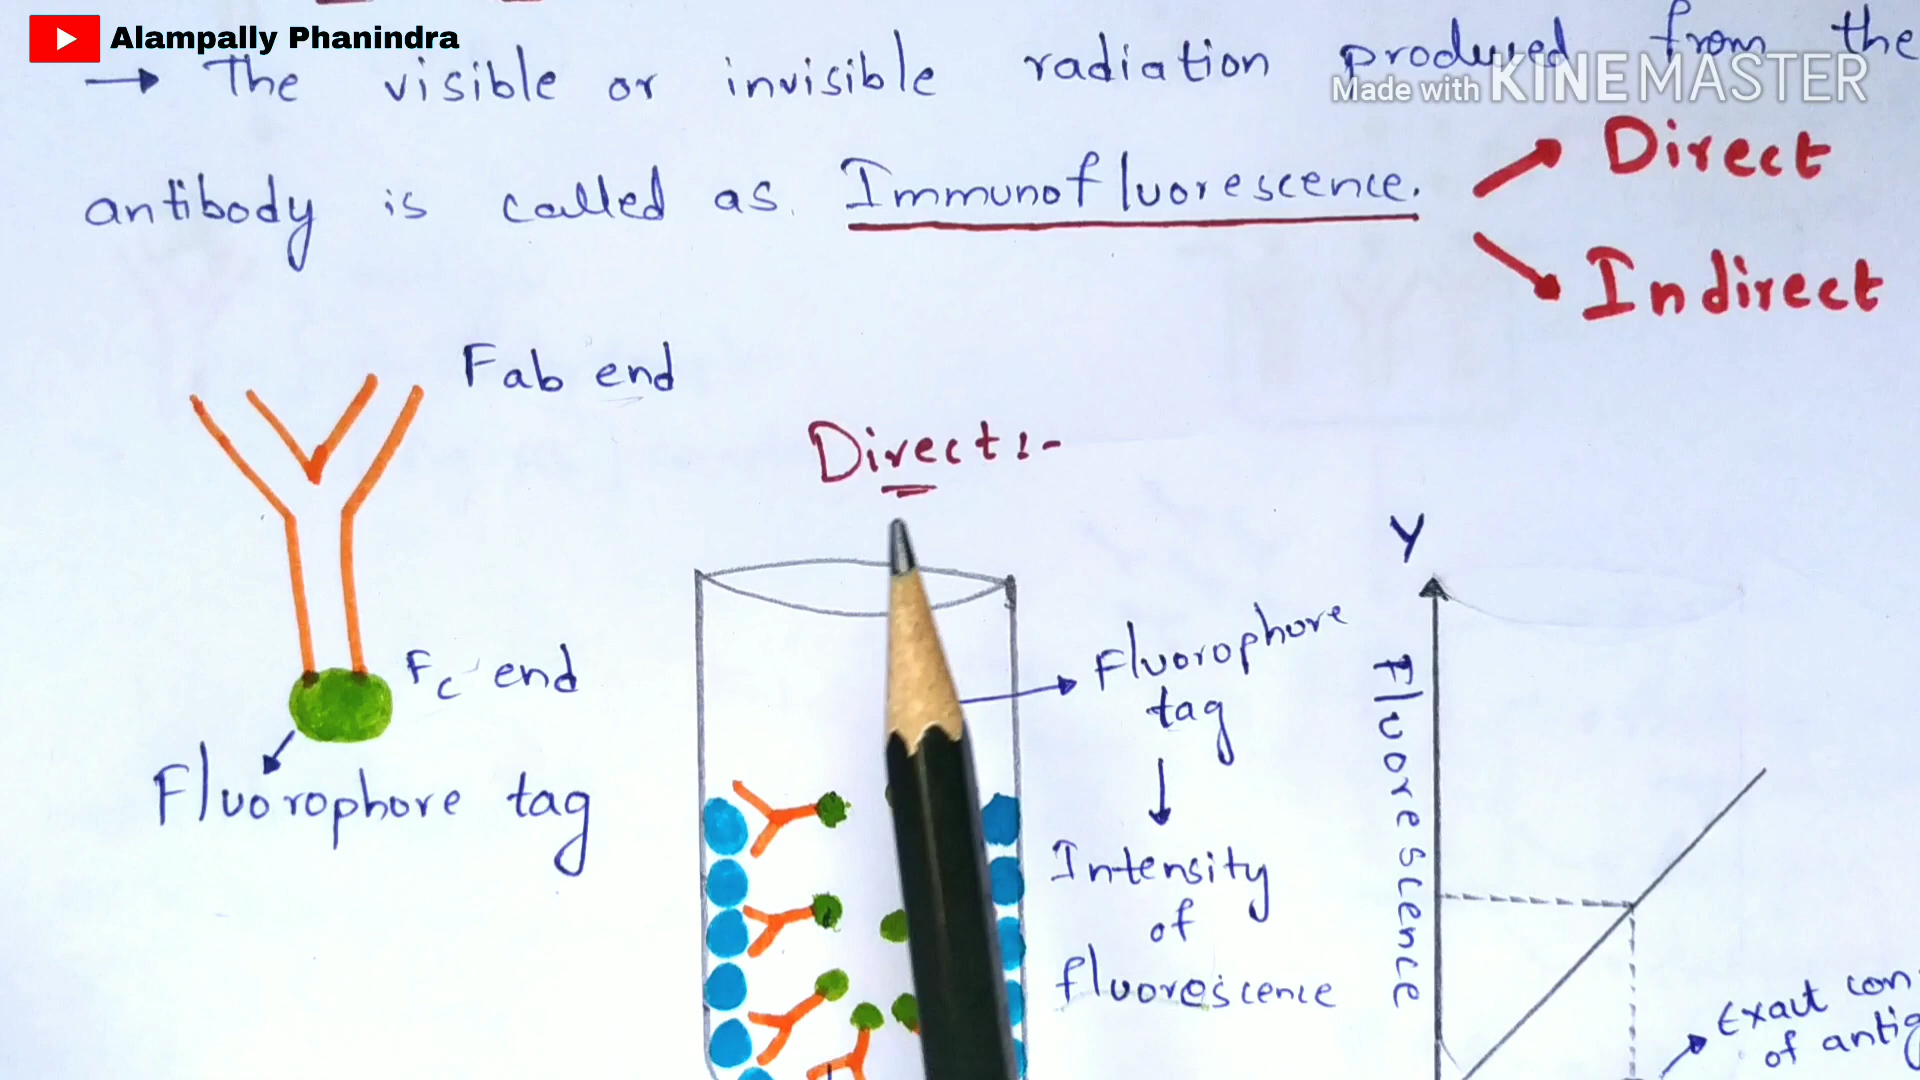 Alampally Phanindra
→ The visible or invisible radiation produced from the
Made with KINEMASTER
antibody is called as Immunofluorescence.
Direct
Indirect
Fab end
Direct:-
Y
Fluorophore
tag
Fc end
Fluorophore tag
Fluorescence
Intensity
of
fluorescence
Exact con
of antig